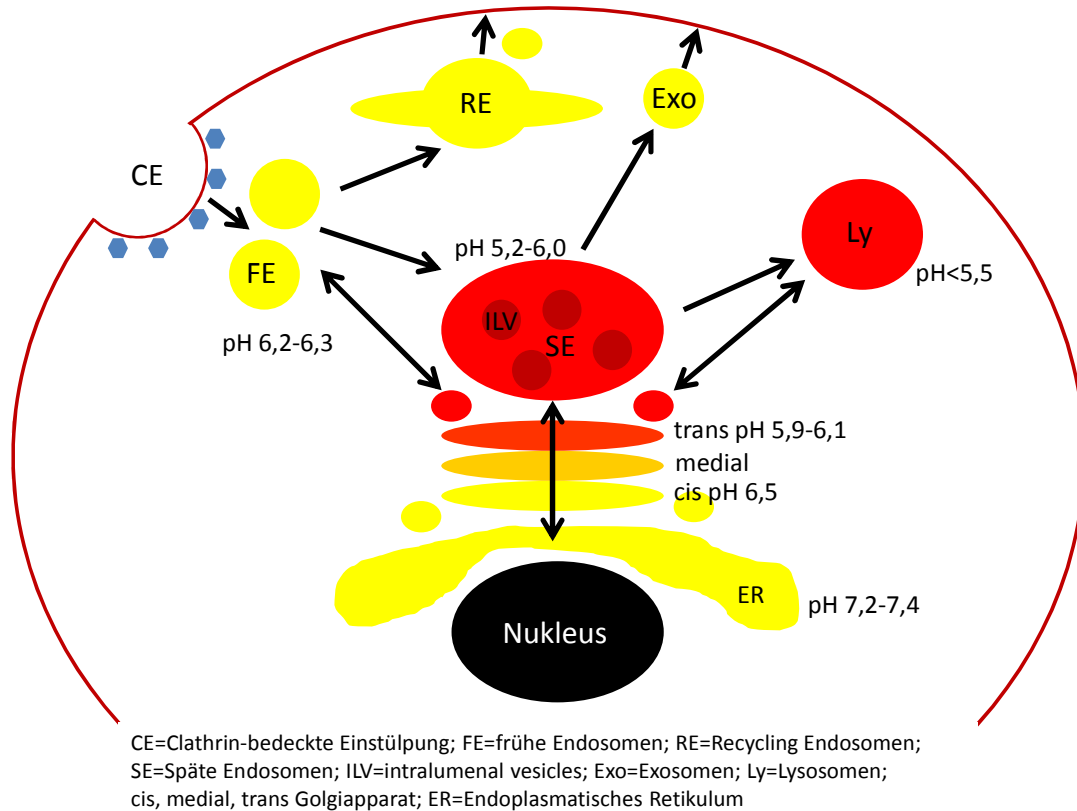 RE
Exo
CE
Ly
pH 5,2-6,0
FE
pH<5,5
ILV
SE
pH 6,2-6,3
trans pH 5,9-6,1
medial
cis pH 6,5
ER
pH 7,2-7,4
Nukleus
CE=Clathrin-bedeckte Einstülpung; FE=frühe Endosomen; RE=Recycling Endosomen;
SE=Späte Endosomen; ILV=intralumenal vesicles; Exo=Exosomen; Ly=Lysosomen;
cis, medial, trans Golgiapparat; ER=Endoplasmatisches Retikulum